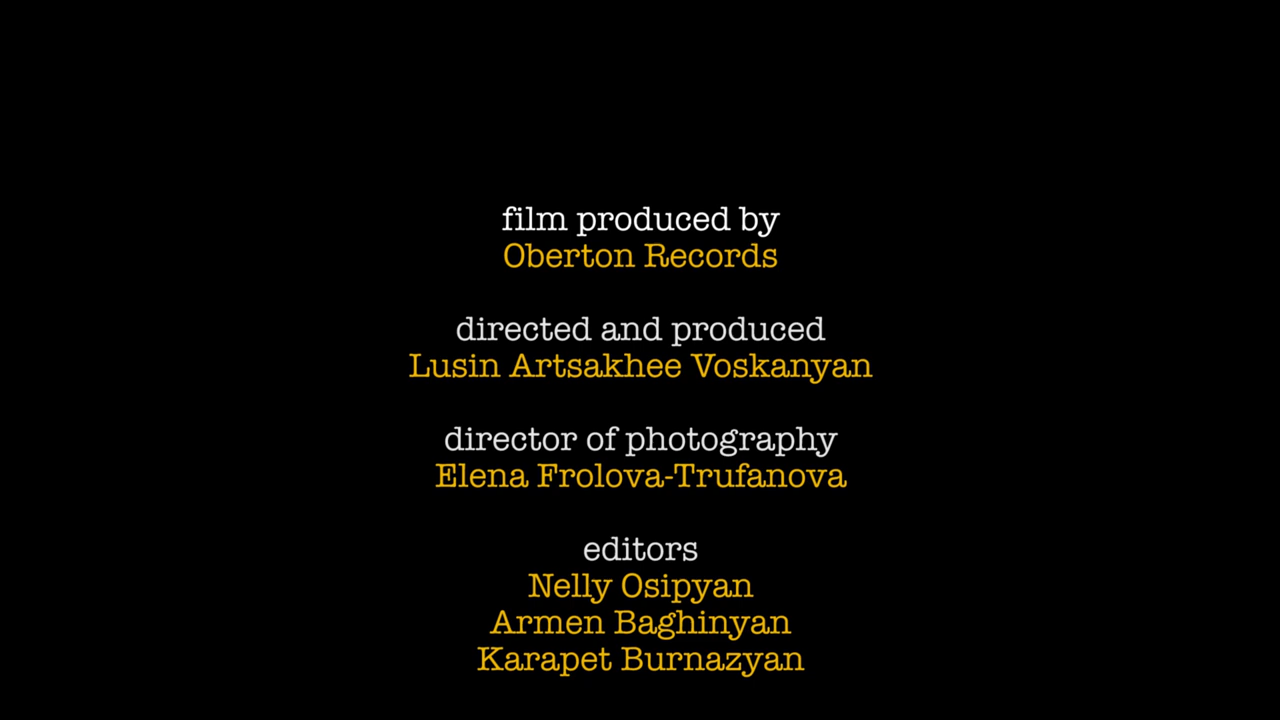 film produced by
Oberton Records
directed and produced
Lusin Artsakhee Voskanyan
director of photography
Elena Frolova-Trufanova
editors
Nelly Osipyan
Armen Baghinyan
Karapet Burnazyan